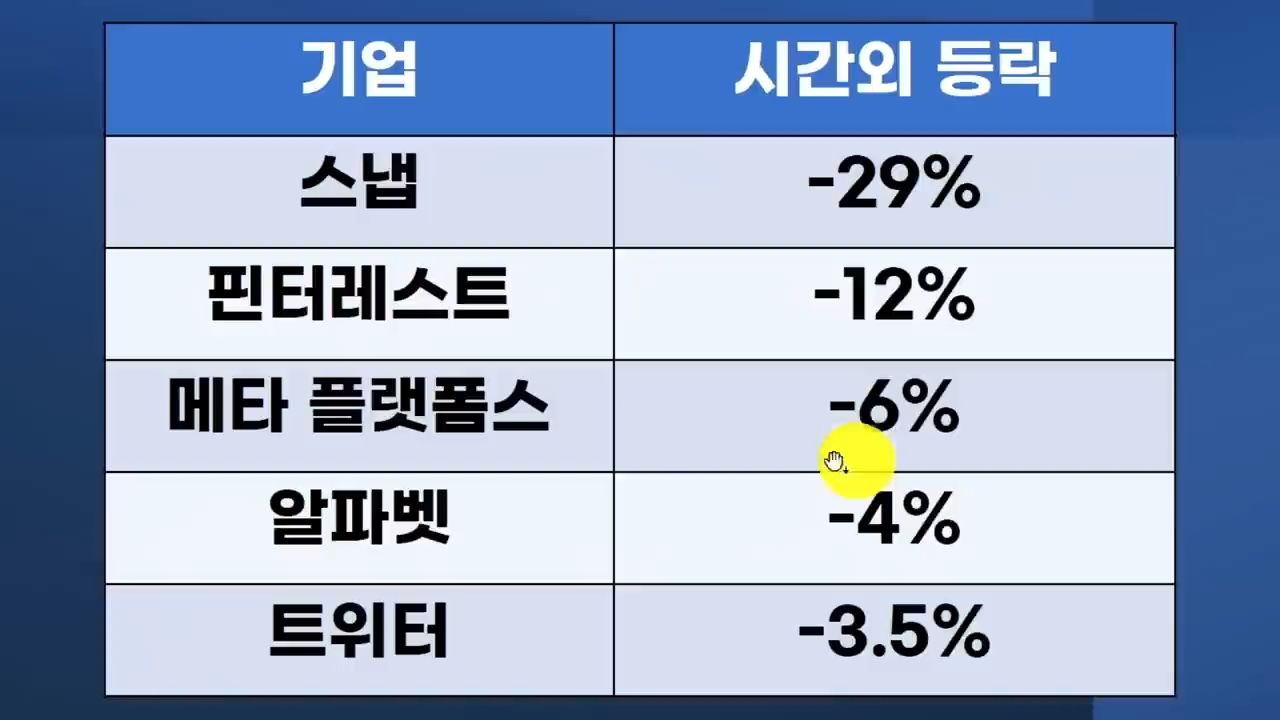 기업 시간외 등락
스냅 -29%
핀터레스트 -12%
메타 플랫폼스 -6%
알파벳 -4%
트위터 -3.5%